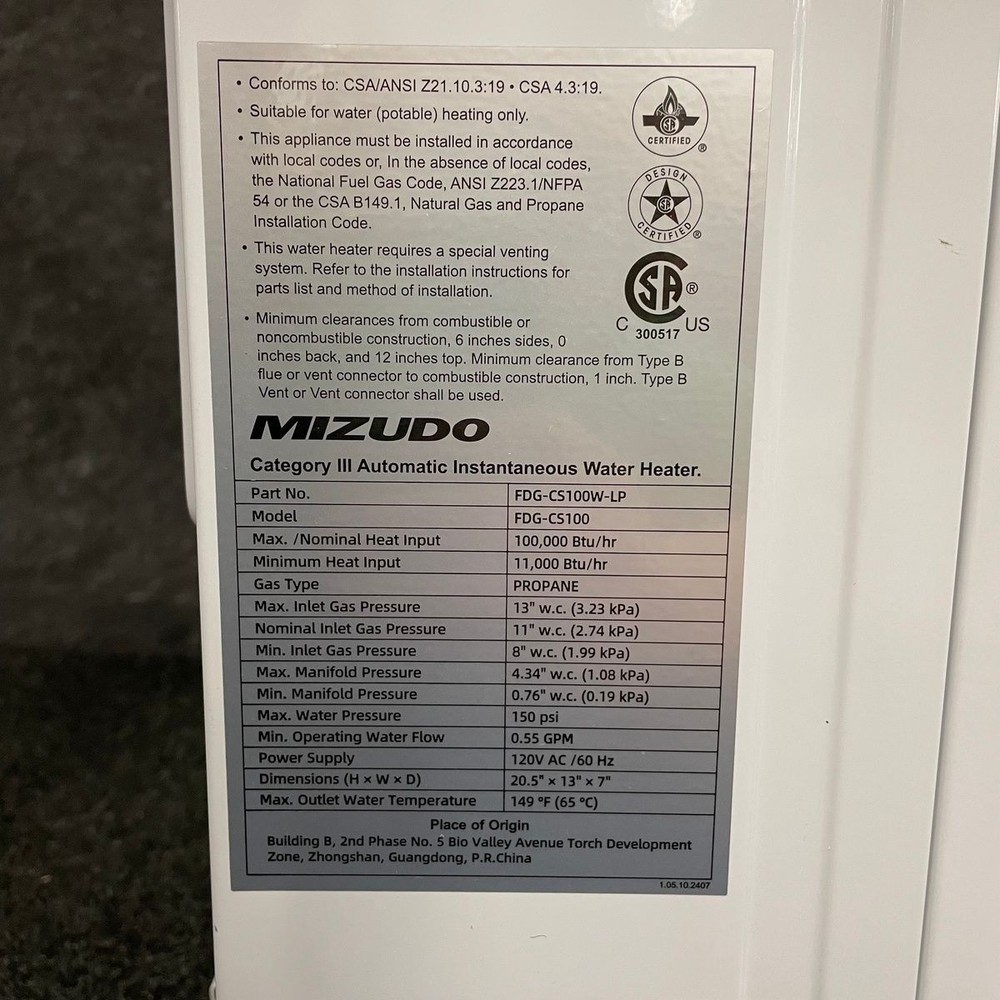 • Conforms to: CSA/ANSI Z21.10.3:19 • CSA 4.3:19.
• Suitable for water (potable) heating only.
• This appliance must be installed in accordance
with local codes or, In the absence of local codes,
the National Fuel Gas Code, ANSI Z223.1/NFPA
54 or the CSA B149.1, Natural Gas and Propane
Installation Code.
• This water heater requires a special venting
system. Refer to the installation instructions for
parts list and method of installation.
• Minimum clearances from combustible or
noncombustible construction, 6 inches sides, 0
inches back, and 12 inches top. Minimum clearance from Type B
flue or vent connector to combustible construction, 1 inch. Type B
Vent or Vent connector shall be used.
SA
CERTIFIED ®
DESIGN
SA
CERTIFIED ®
SA ®
C 300517 US
MIZUDO
Category III Automatic Instantaneous Water Heater.
Part No. FDG-CS100W-LP
Model FDG-CS100
Max. /Nominal Heat Input 100,000 Btu/hr
Minimum Heat Input 11,000 Btu/hr
Gas Type PROPANE
Max. Inlet Gas Pressure 13" w.c. (3.23 kPa)
Nominal Inlet Gas Pressure 11" w.c. (2.74 kPa)
Min. Inlet Gas Pressure 8" w.c. (1.99 kPa)
Max. Manifold Pressure 4.34" w.c. (1.08 kPa)
Min. Manifold Pressure 0.76" w.c. (0.19 kPa)
Max. Water Pressure 150 psi
Min. Operating Water Flow 0.55 GPM
Power Supply 120V AC /60 Hz
Dimensions (H × W × D) 20.5" × 13" × 7"
Max. Outlet Water Temperature 149 °F (65 °C)
Place of Origin
Building B, 2nd Phase No. 5 Bio Valley Avenue Torch Development
Zone, Zhongshan, Guangdong, P.R.China
1.05.10.2407